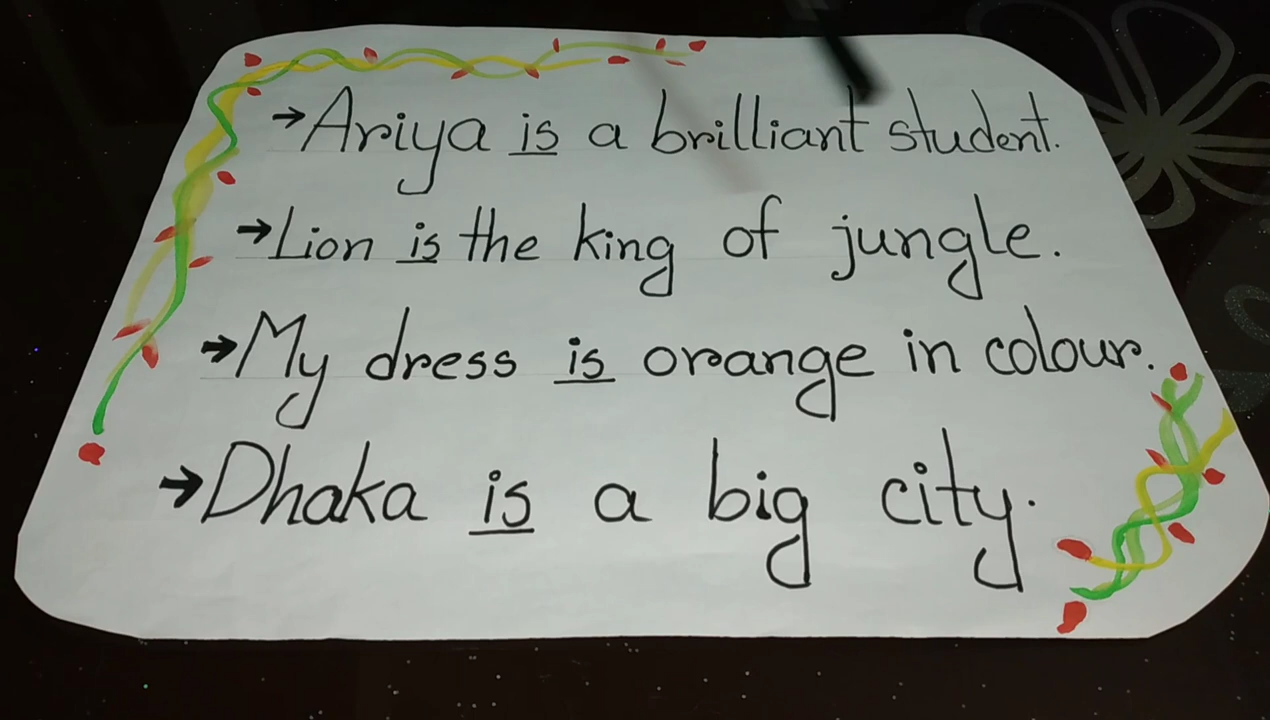 →Ariya is a brilliant student.
→Lion is the king of jungle.
→My dress is orange in colour.
→Dhaka is a big city.